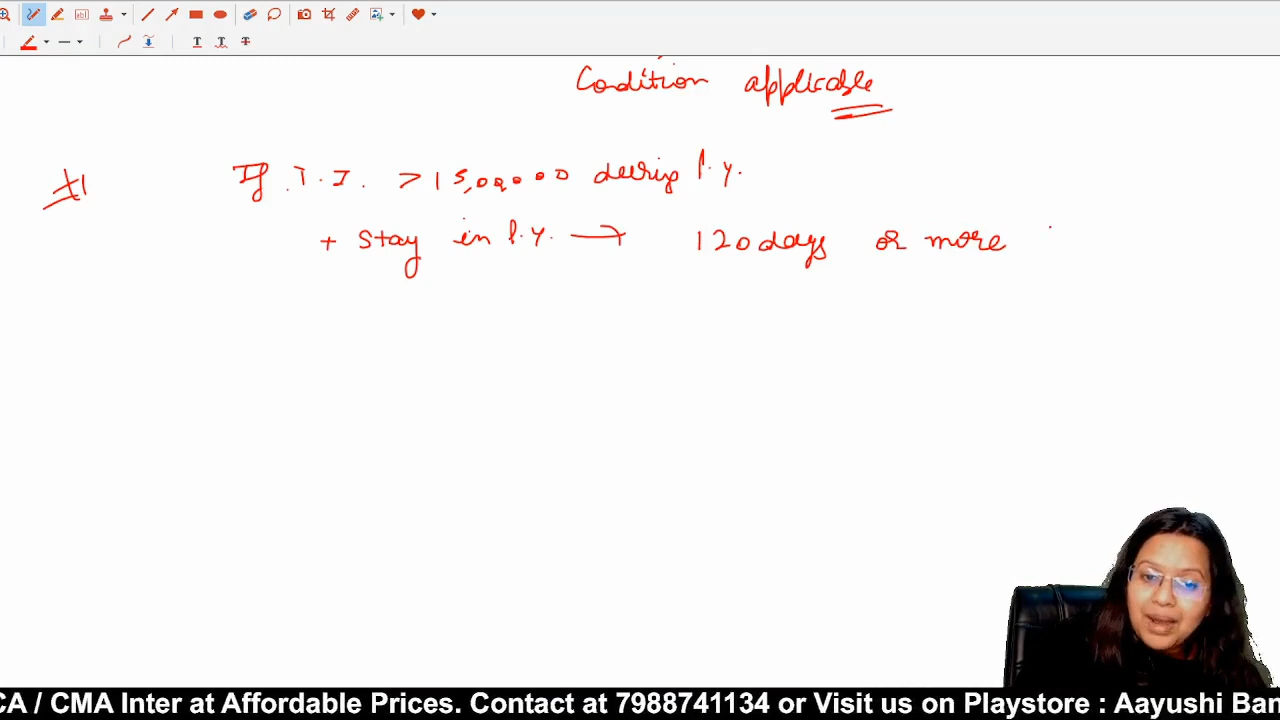 Condition applicable
*1 If T.I. > 15,00,000 during P.Y.
+ Stay in P.Y. → 120 days or more
CA / CMA Inter at Affordable Prices. Contact at 7988741134 or Visit us on Playstore : Aayushi Ban